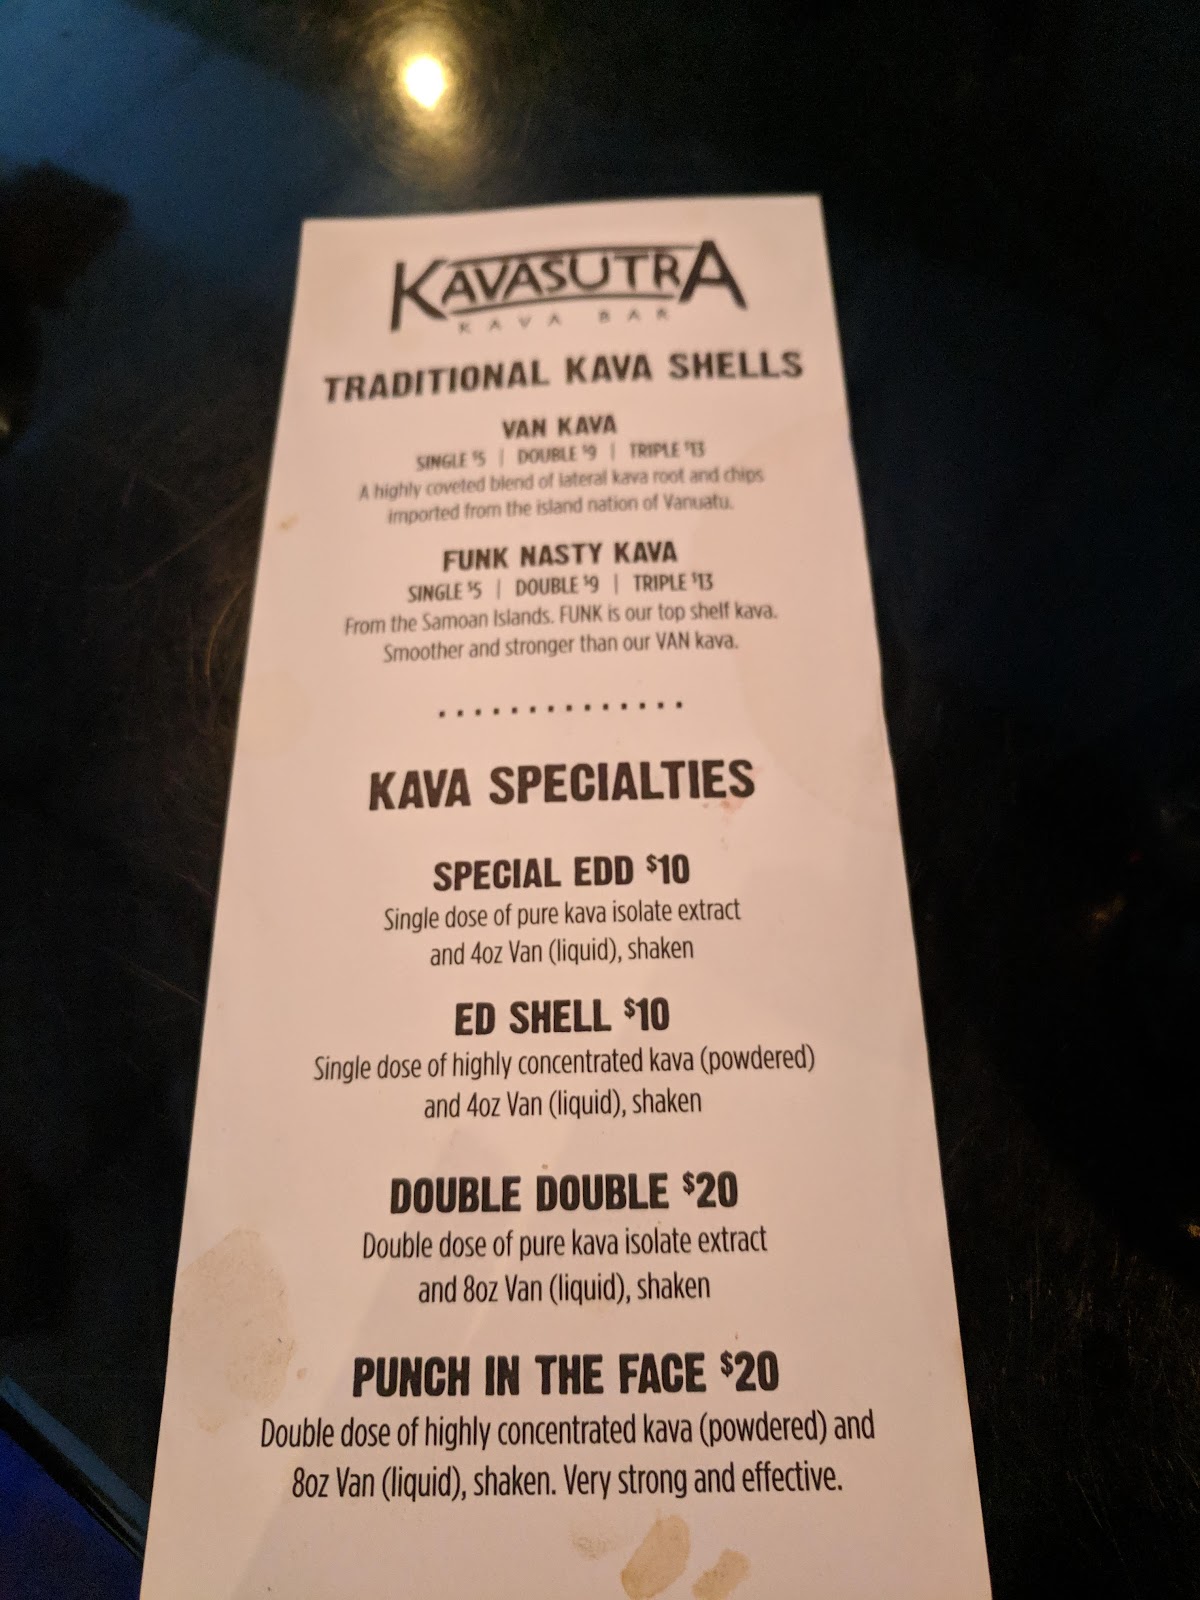 KAVASUTRA
KAVA BAR
TRADITIONAL KAVA SHELLS
VAN KAVA
SINGLE $5 | DOUBLE $9 | TRIPLE $13
A highly coveted blend of lateral kava root and chips
imported from the island nation of Vanuatu.
FUNK NASTY KAVA
SINGLE $5 | DOUBLE $9 | TRIPLE $13
From the Samoan Islands. FUNK is our top shelf kava.
Smoother and stronger than our VAN kava.
KAVA SPECIALTIES
SPECIAL EDD $10
Single dose of pure kava isolate extract
and 4oz Van (liquid), shaken
ED SHELL $10
Single dose of highly concentrated kava (powdered)
and 4oz Van (liquid), shaken
DOUBLE DOUBLE $20
Double dose of pure kava isolate extract
and 8oz Van (liquid), shaken
PUNCH IN THE FACE $20
Double dose of highly concentrated kava (powdered) and
8oz Van (liquid), shaken. Very strong and effective.